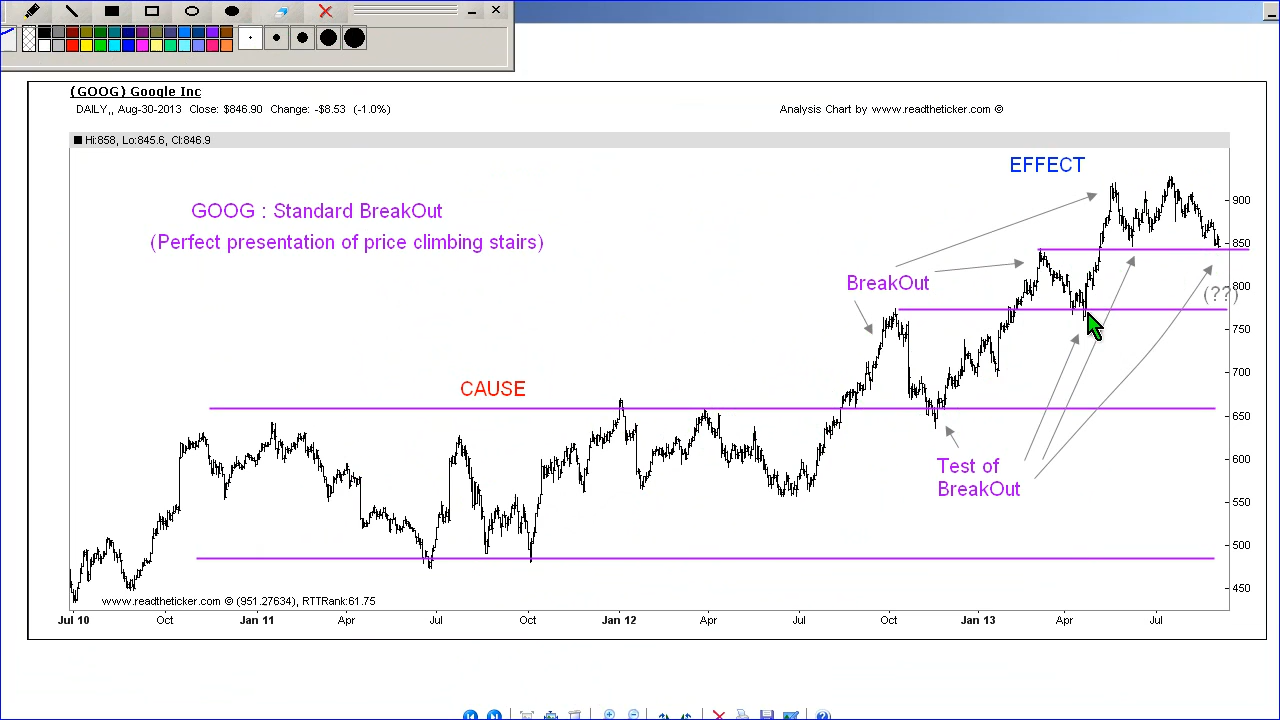 (GOOG) Google Inc
DAILY,, Aug-30-2013 Close: $846.90 Change: -$8.53 (-1.0%)
Analysis Chart by www.readtheticker.com ©
Hi:858, Lo:845.6, Cl:846.9
EFFECT
GOOG : Standard BreakOut
(Perfect presentation of price climbing stairs)
BreakOut
(??)
CAUSE
Test of
BreakOut
900
850
800
750
700
650
600
550
500
450
www.readtheticker.com © (951.27634), RTTRank:61.75
Jul 10 Oct Jan 11 Apr Jul Oct Jan 12 Apr Jul Oct Jan 13 Apr Jul